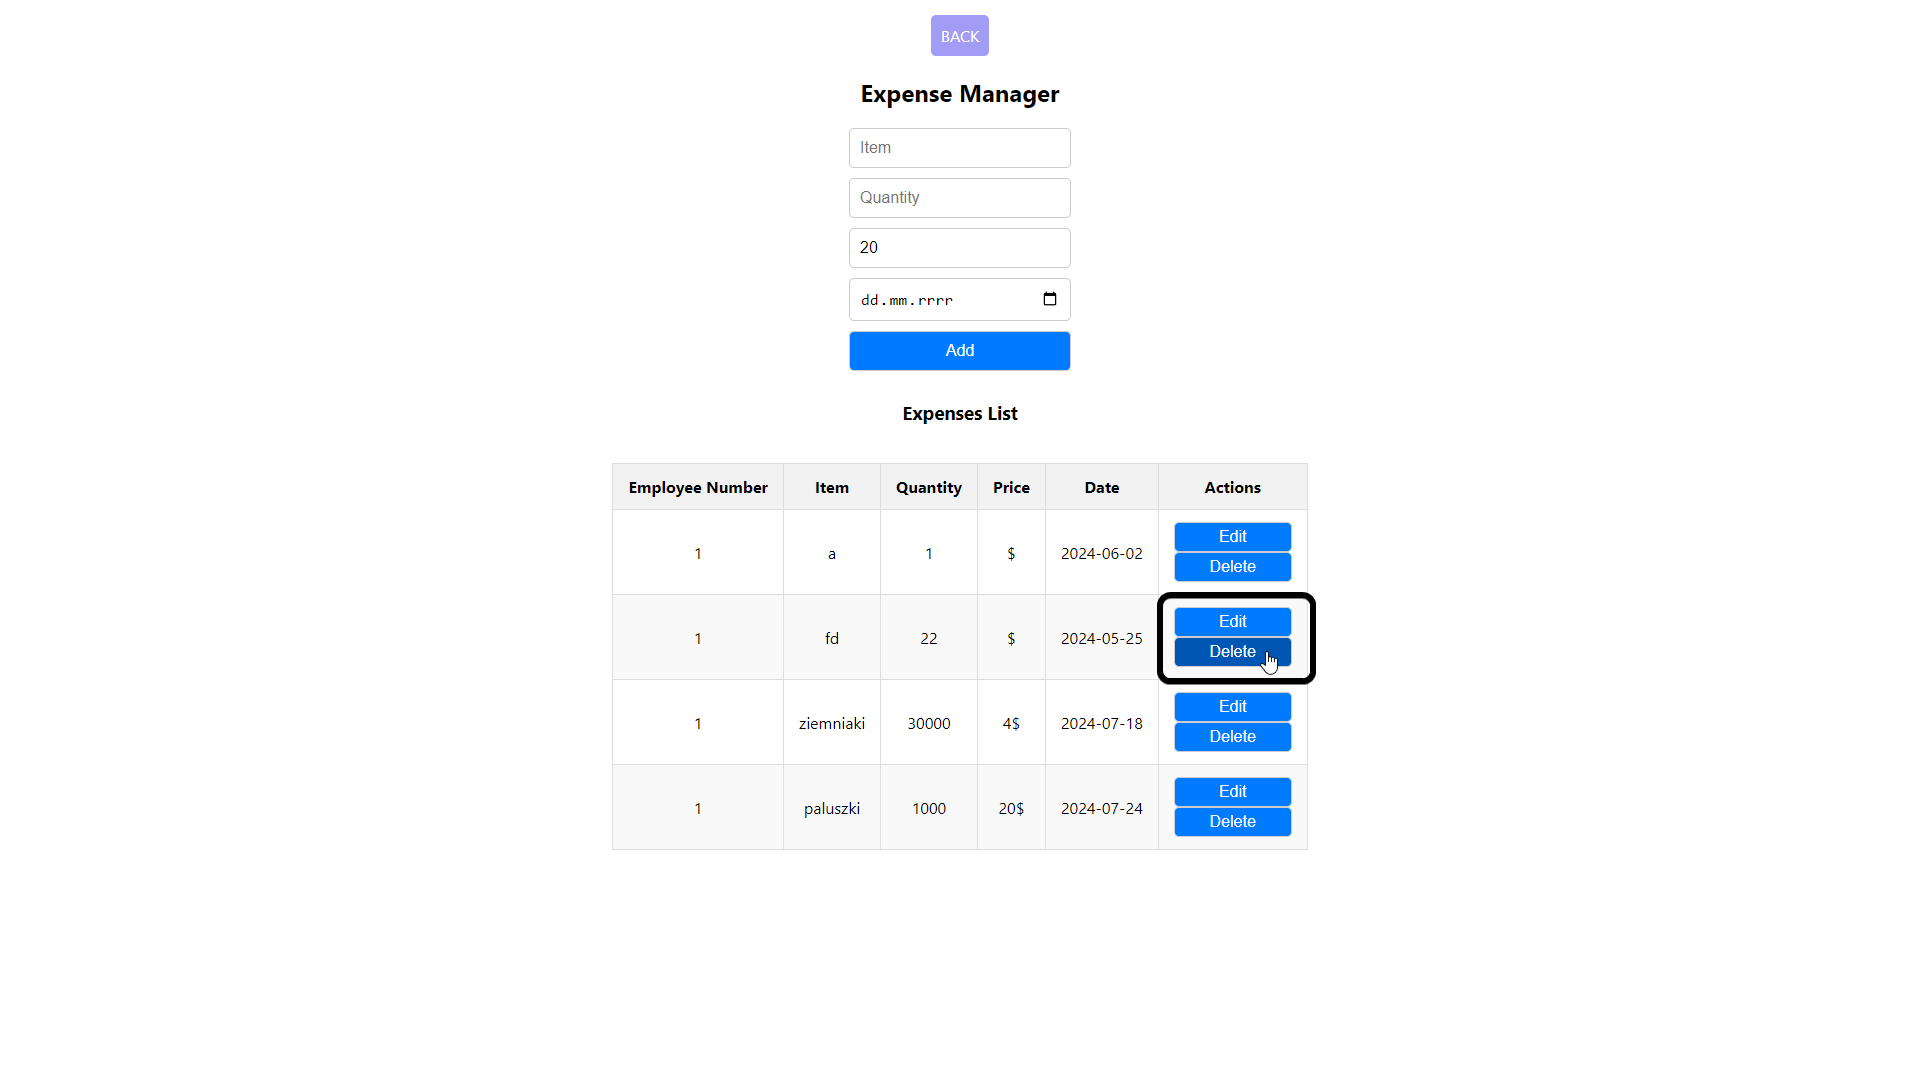 BACK
Expense Manager
Item
Quantity
20
dd.mm.rrrr
Add
Expenses List
Employee Number Item Quantity Price Date Actions
1 a 1 $ 2024-06-02 Edit
Delete
1 fd 22 $ 2024-05-25 Edit
Delete
1 ziemniaki 30000 4$ 2024-07-18 Edit
Delete
1 paluszki 1000 20$ 2024-07-24 Edit
Delete